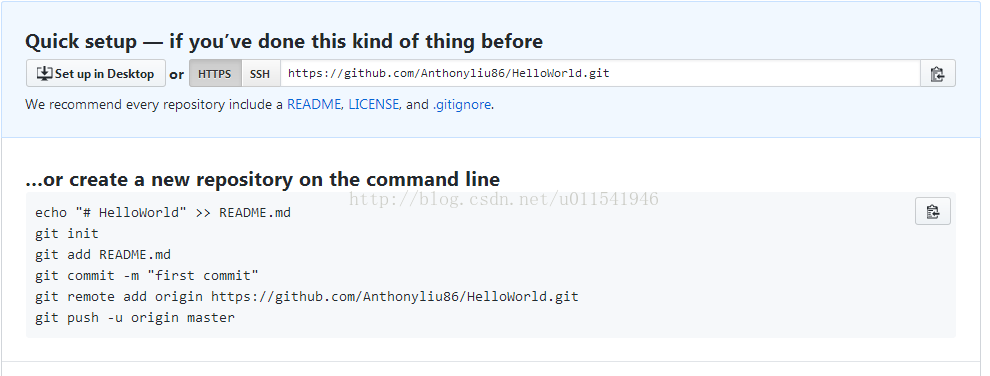 Quick setup — if you’ve done this kind of thing before
Set up in Desktop or HTTPS SSH https://github.com/Anthonyliu86/HelloWorld.git
We recommend every repository include a README, LICENSE, and .gitignore.
…or create a new repository on the command line
http://blog.csdn.net/u011541946
echo "# HelloWorld" >> README.md
git init
git add README.md
git commit -m "first commit"
git remote add origin https://github.com/Anthonyliu86/HelloWorld.git
git push -u origin master